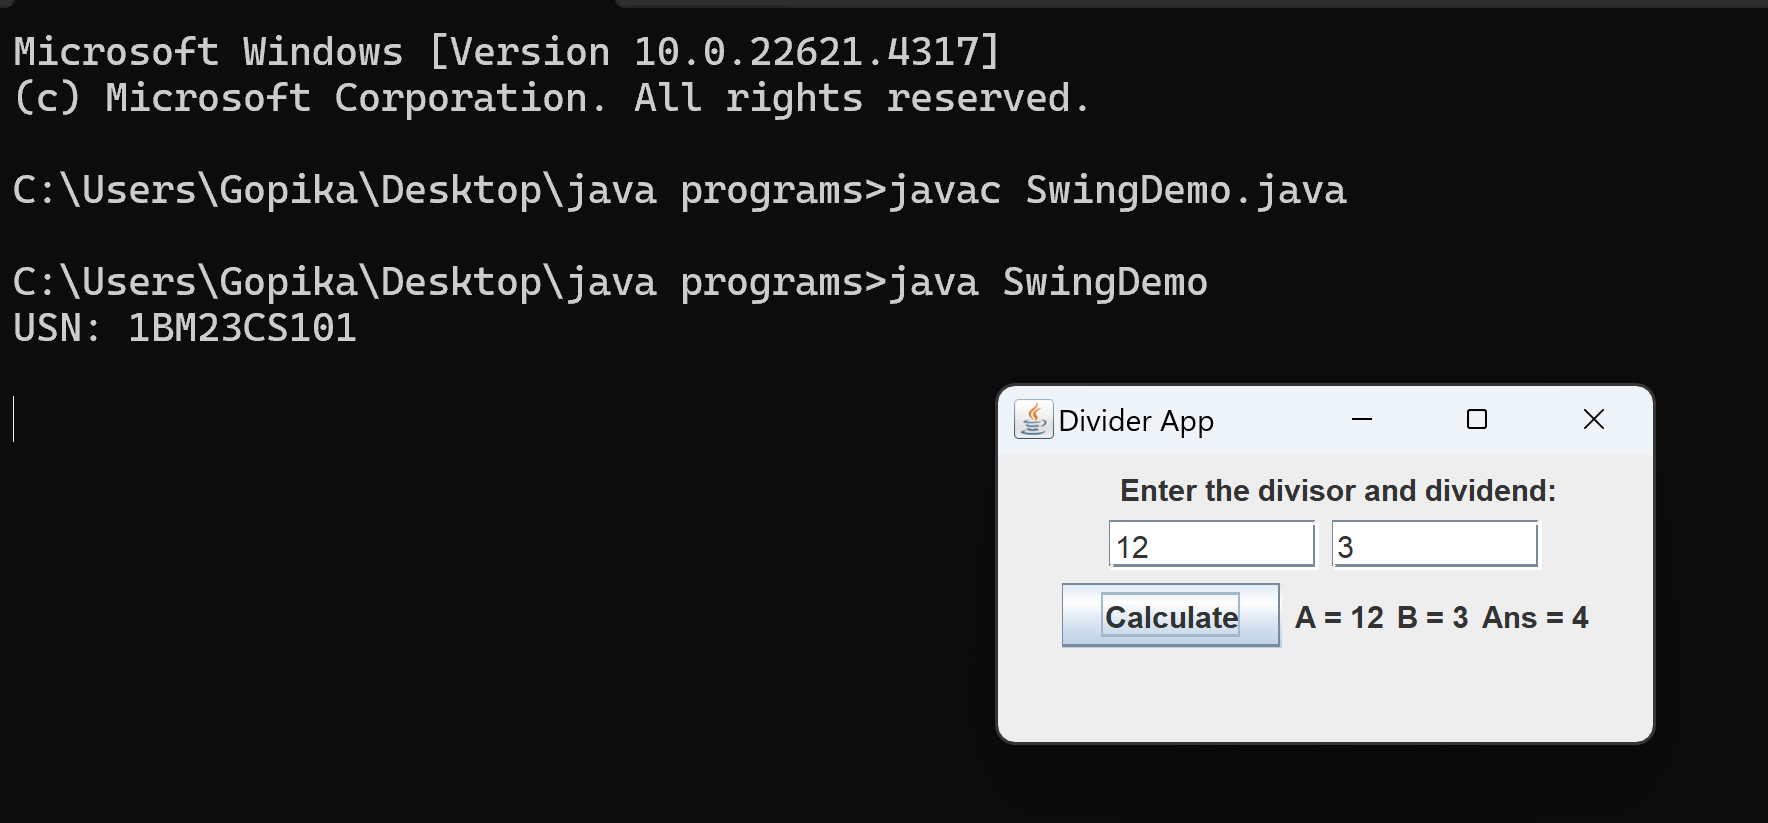 Microsoft Windows [Version 10.0.22621.4317]
(c) Microsoft Corporation. All rights reserved.
C:\Users\Gopika\Desktop\java programs>javac SwingDemo.java
C:\Users\Gopika\Desktop\java programs>java SwingDemo
USN: 1BM23CS101
Divider App
Enter the divisor and dividend:
12 3
Calculate A = 12 B = 3 Ans = 4